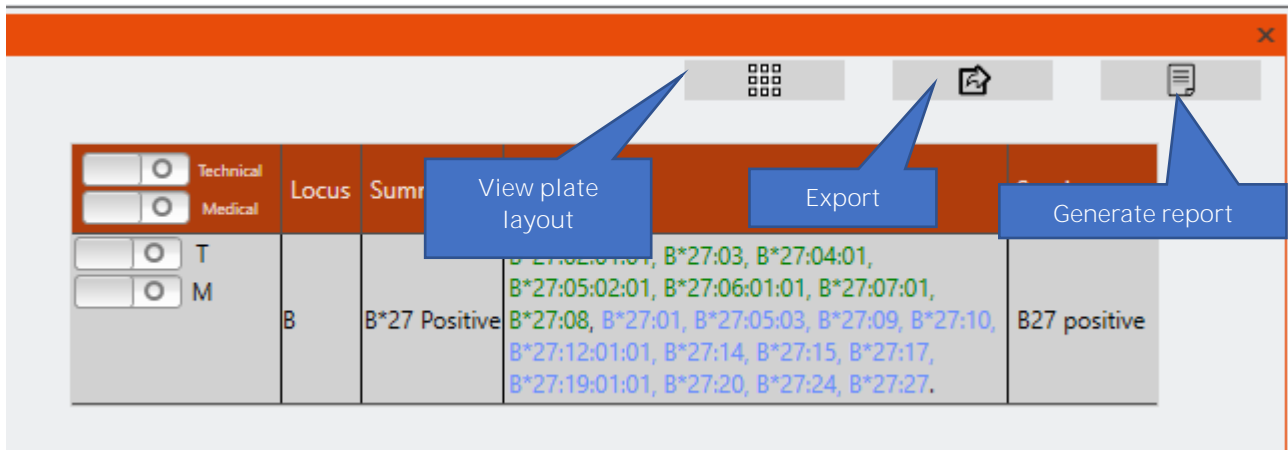 Technical
Medical
Locus
View plate
layout
Export
Generate report
T
M
B
B*27 Positive
B*27:03, B*27:04:01,
B*27:05:02:01, B*27:06:01:01, B*27:07:01,
B*27:08, B*27:01, B*27:05:03, B*27:09, B*27:10,
B*27:12:01:01, B*27:14, B*27:15, B*27:17,
B*27:19:01:01, B*27:20, B*27:24, B*27:27.
B27 positive